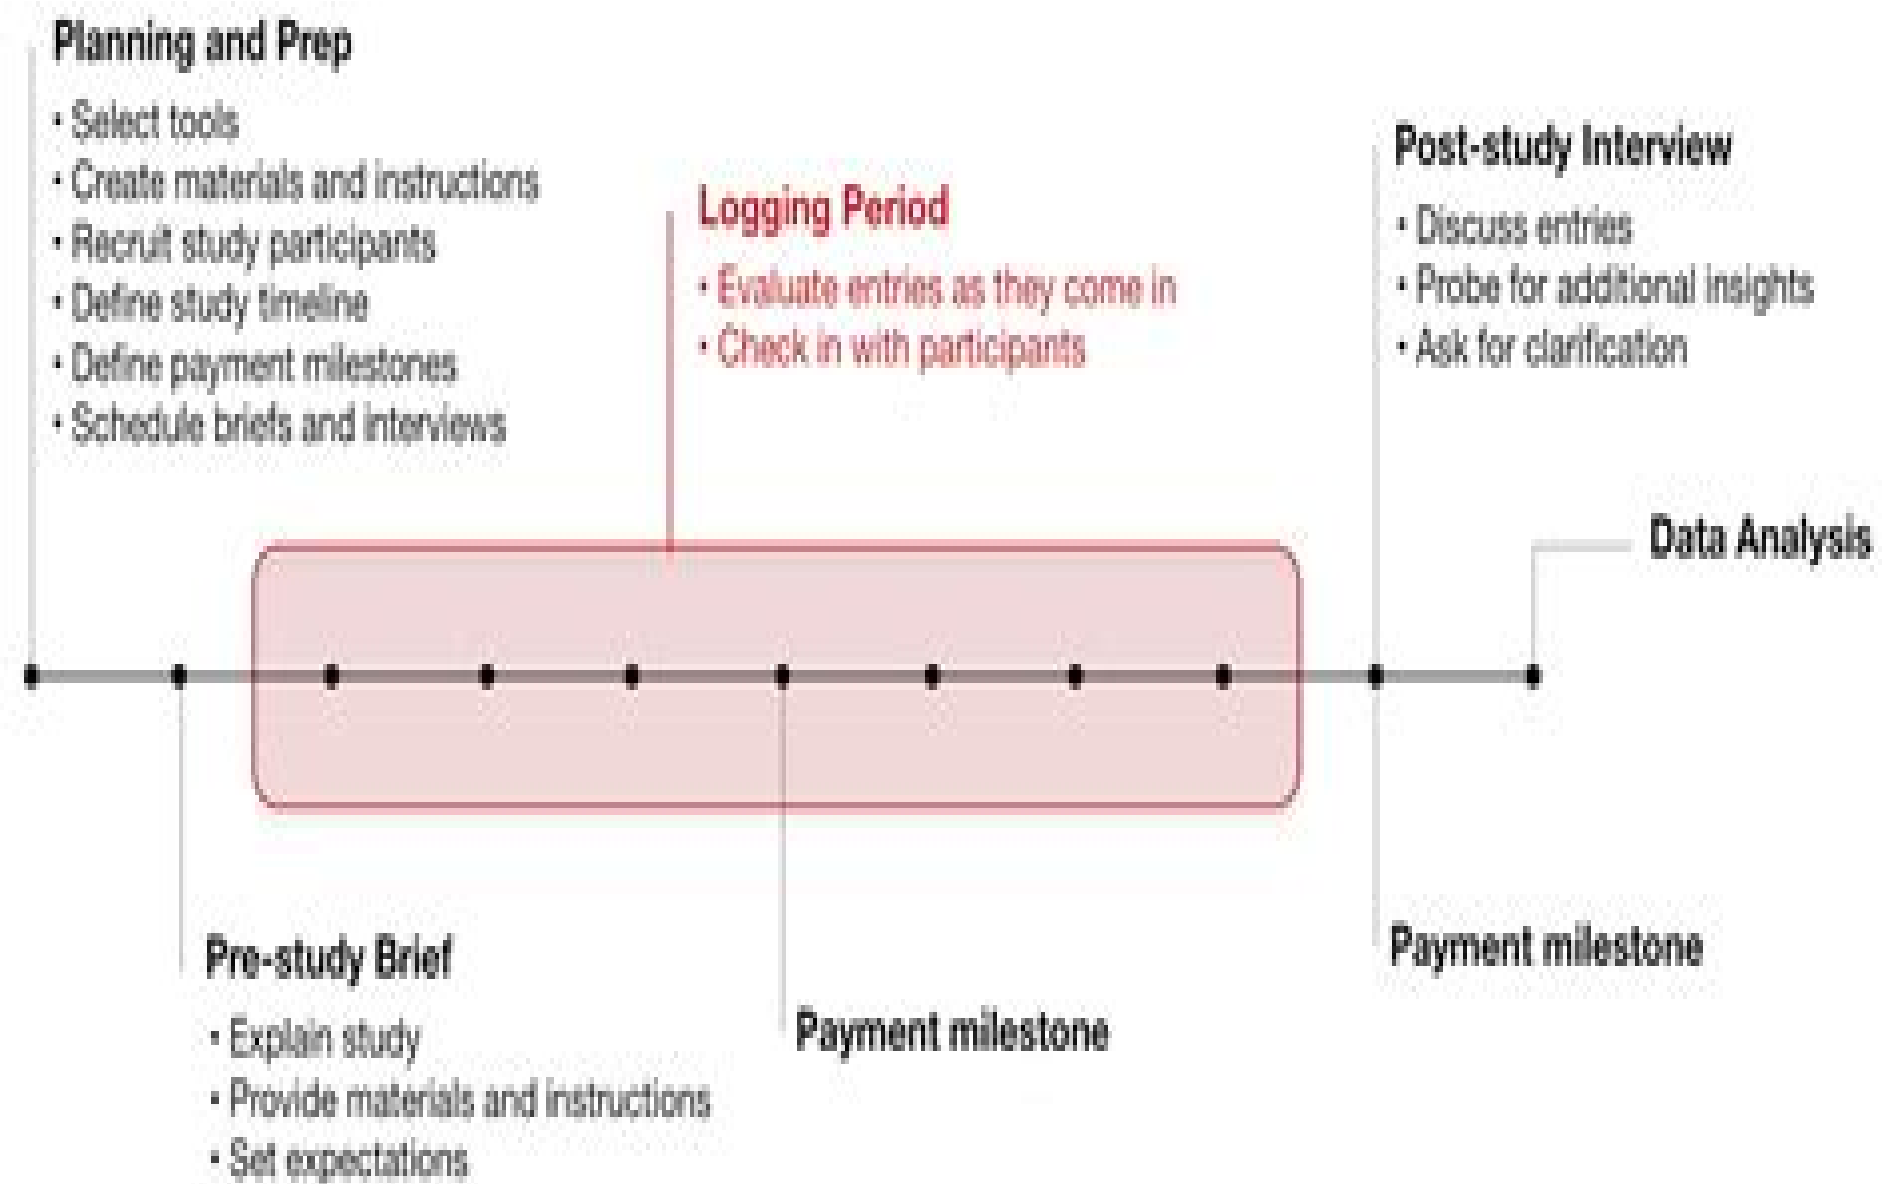 Planning and Prep
• Select tools
• Create materials and instructions
• Recruit study participants
• Define study timeline
• Define payment milestones
• Schedule briefs and interviews
Logging Period
• Evaluate entries as they come in
• Check in with participants
Post-study Interview
• Discuss entries
• Probe for additional insights
• Ask for clarification
Data Analysis
Pre-study Brief
• Explain study
• Provide materials and instructions
• Set expectations
Payment milestone
Payment milestone